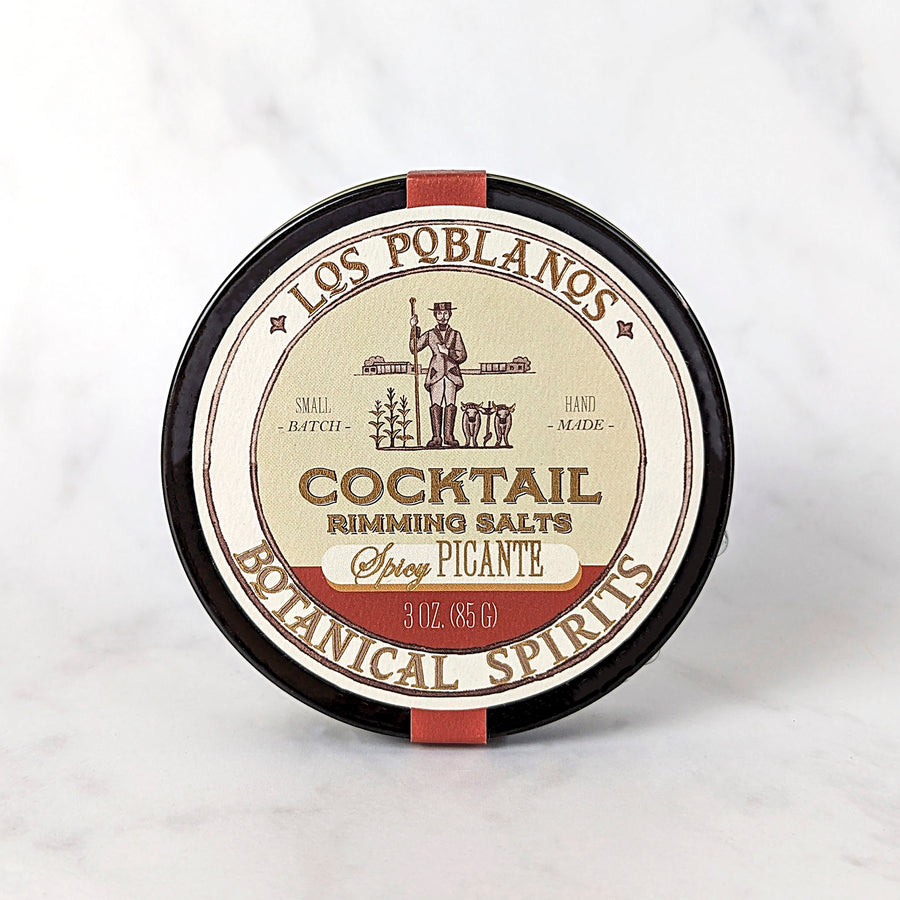 LOS POBLANOS
SMALL
- BATCH -
HAND
- MADE -
COCKTAIL
RIMMING SALTS
Spicy PICANTE
3 OZ. (85 G)
BOTANICAL SPIRITS